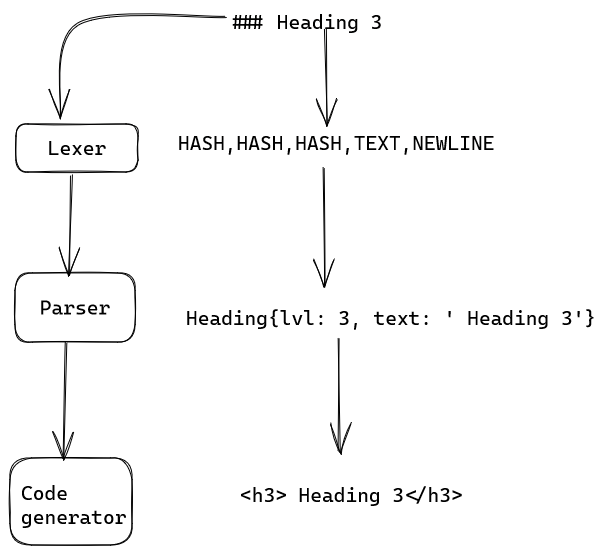 ### Heading 3
Lexer
HASH,HASH,HASH,TEXT,NEWLINE
Parser
Heading{lvl: 3, text: ' Heading 3'}
Code
generator
<h3> Heading 3</h3>